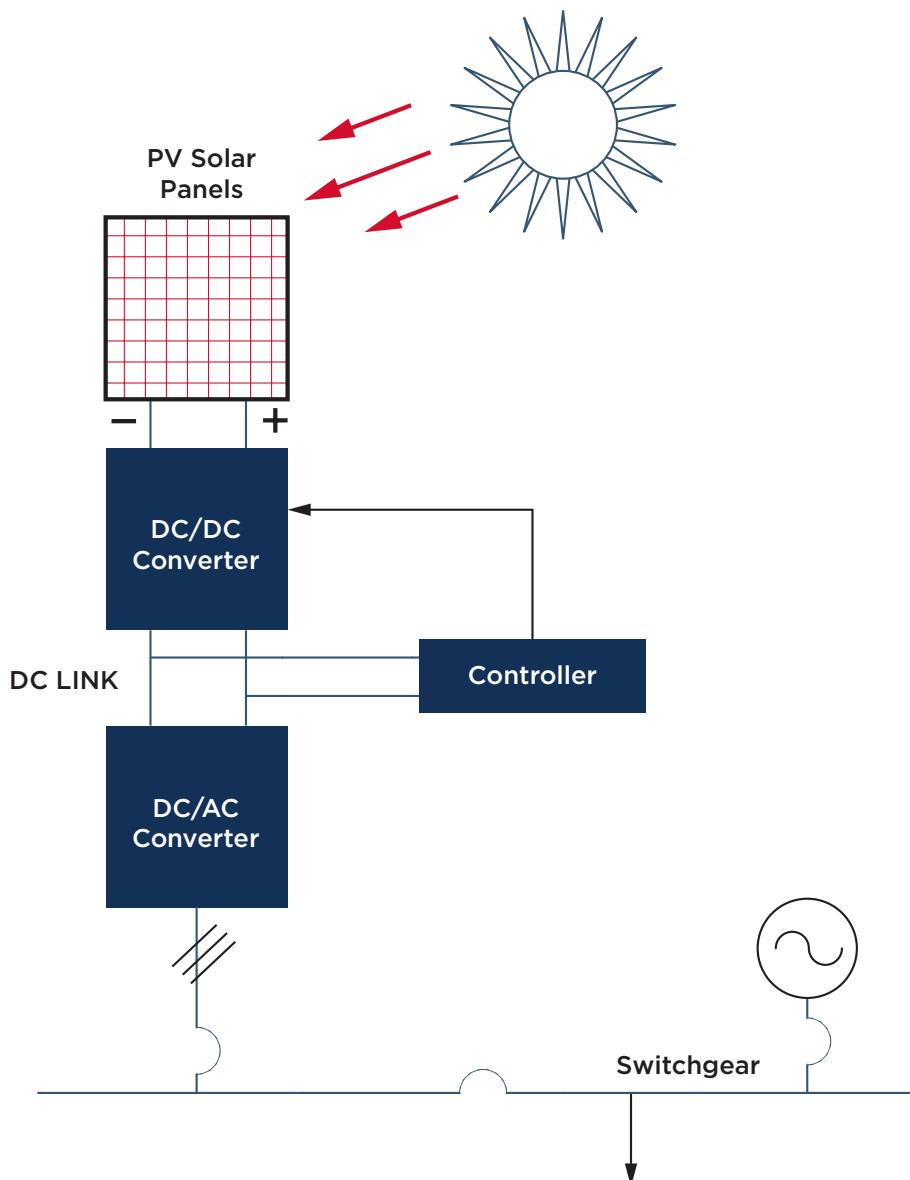 PV Solar
Panels
− +
DC/DC
Converter
DC LINK
Controller
DC/AC
Converter
Switchgear